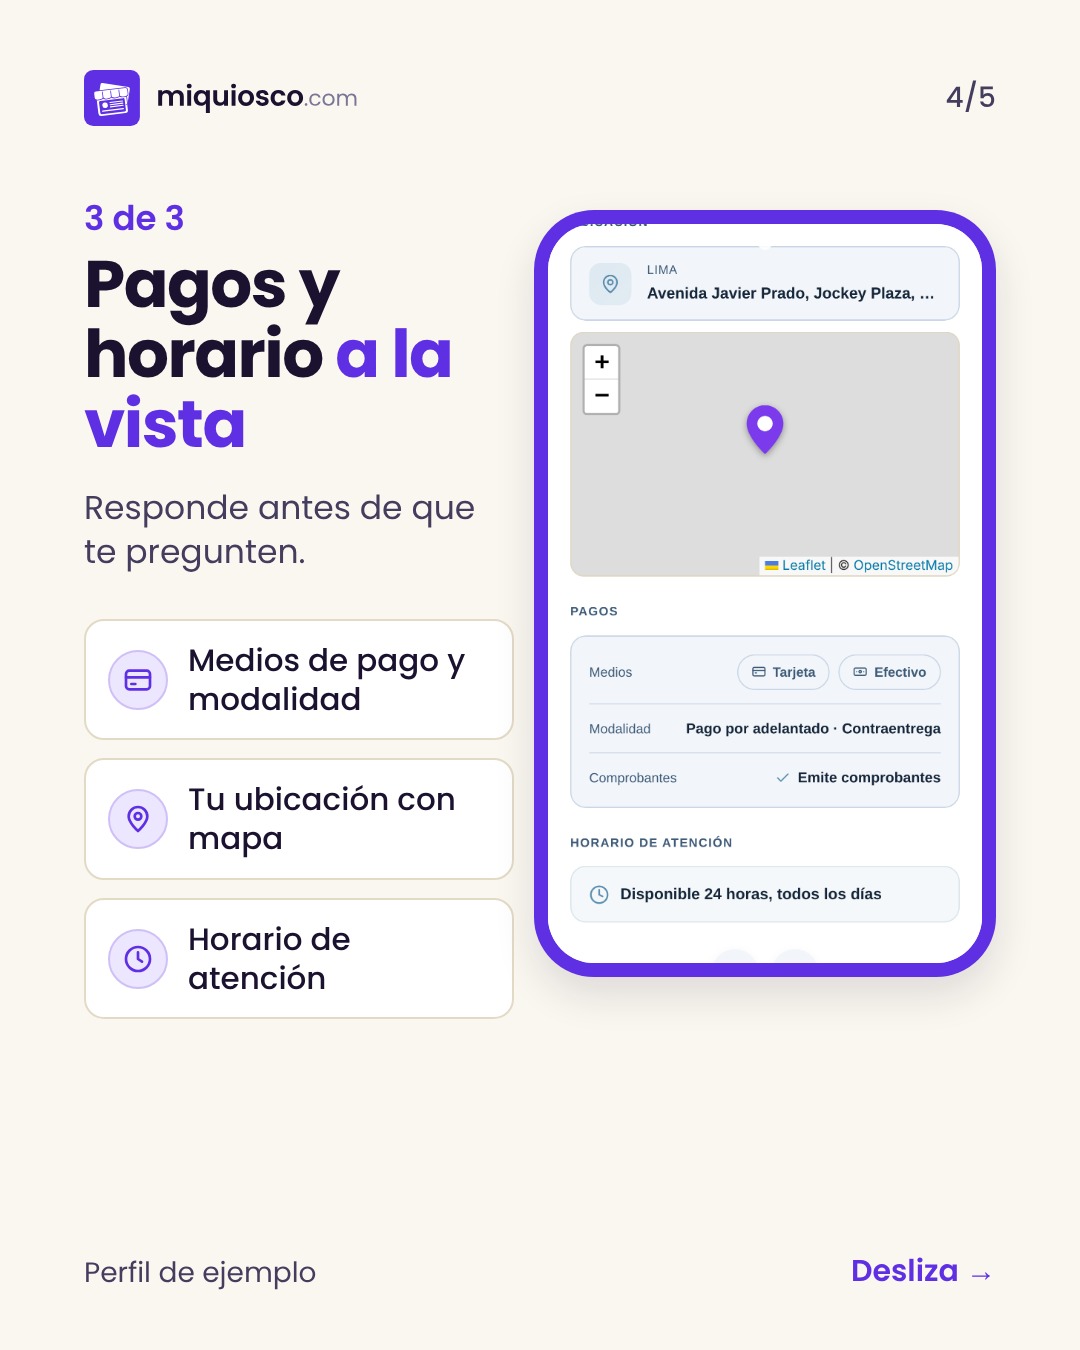 miquiosco.com
4/5
3 de 3
Pagos y
horario a la
vista
Responde antes de que
te pregunten.
Medios de pago y
modalidad
Tu ubicación con
mapa
Horario de
atención
LIMA
Avenida Javier Prado, Jockey Plaza, ...
+
−
Leaflet | © OpenStreetMap
PAGOS
Medios Tarjeta Efectivo
Modalidad Pago por adelantado · Contraentrega
Comprobantes Emite comprobantes
HORARIO DE ATENCIÓN
Disponible 24 horas, todos los días
Perfil de ejemplo
Desliza →